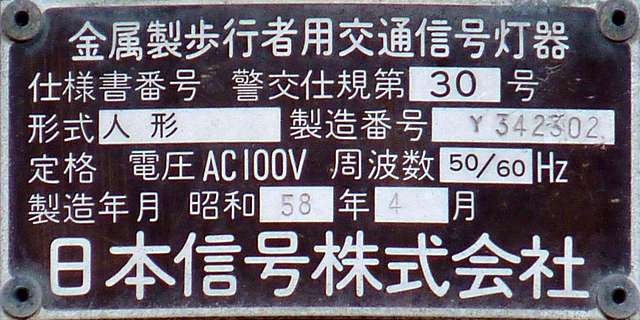 金属製歩行者用交通信号灯器
仕様書番号 警交仕規第 30 号
形式 人形 製造番号 Y 342302
定格 電圧 AC100V 周波数 50/60 Hz
製造年月 昭和 58 年 4 月
日本信号株式会社